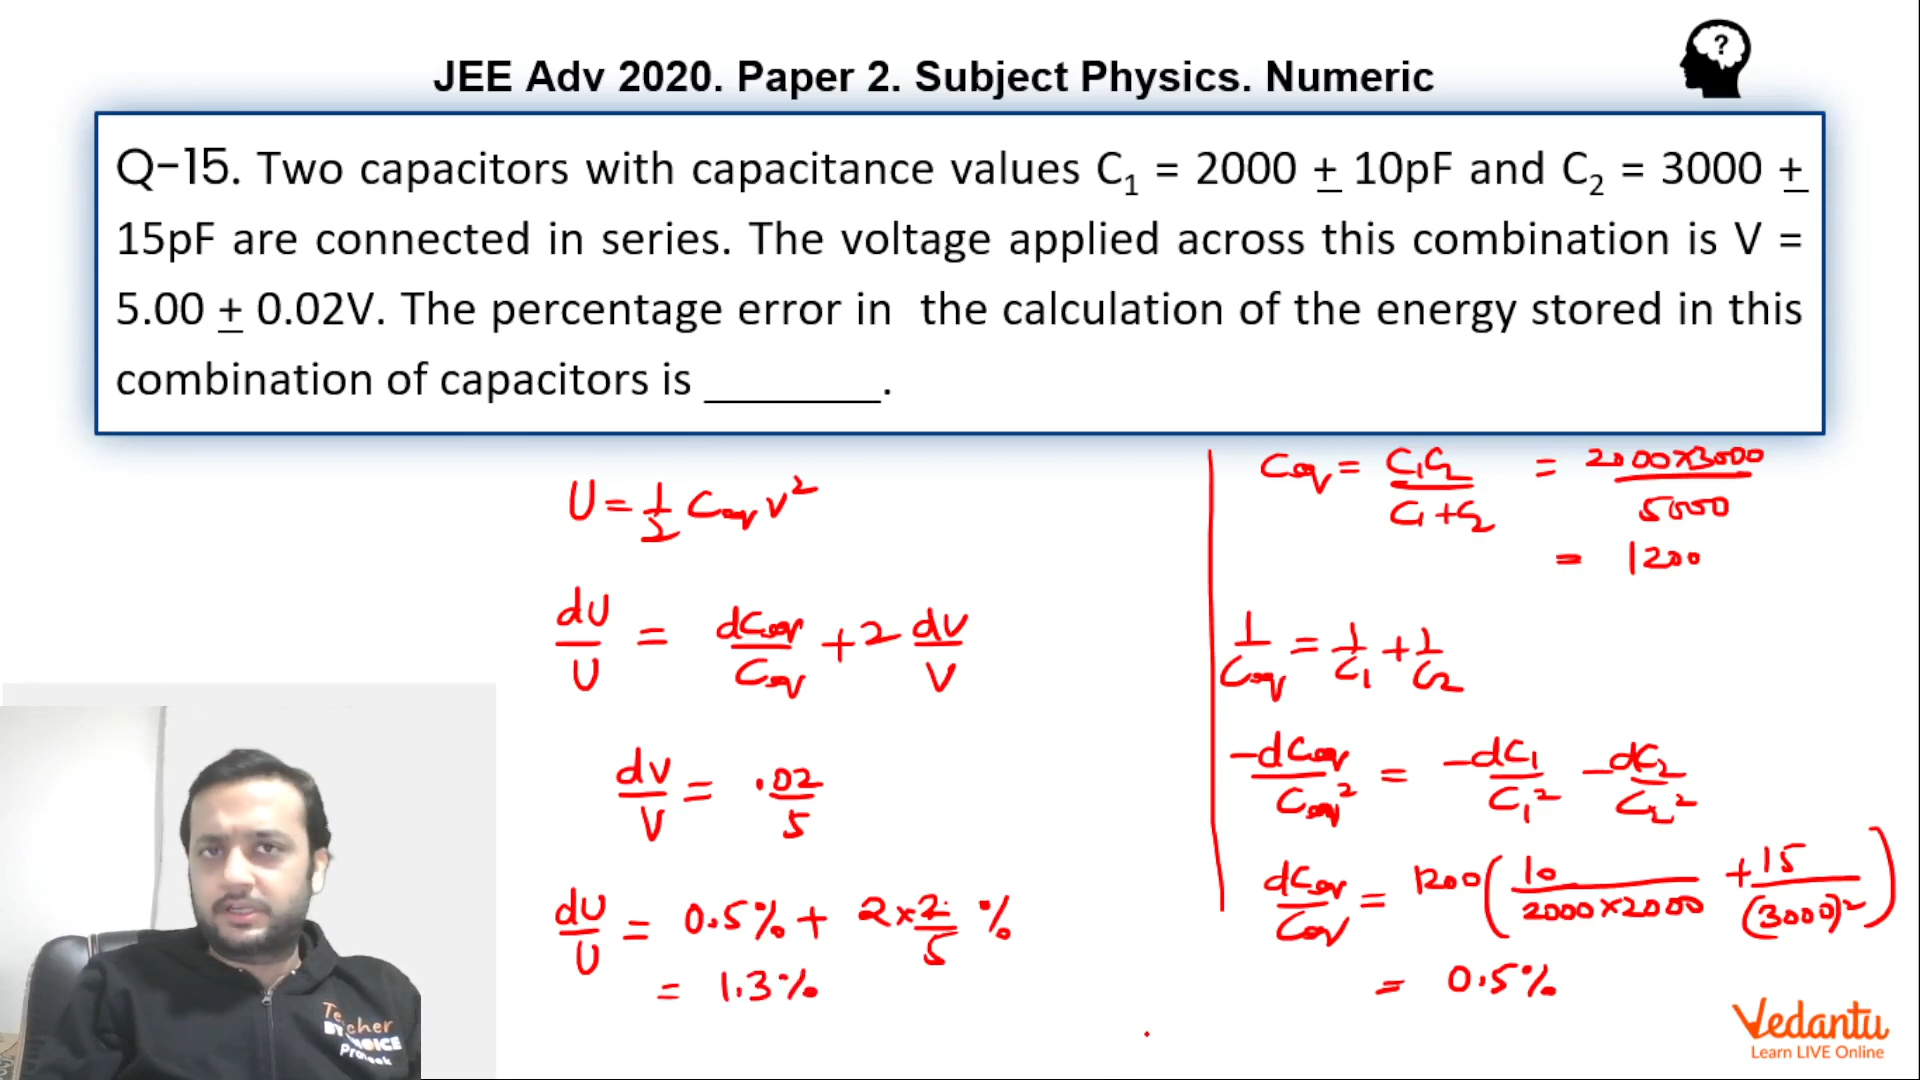 JEE Adv 2020. Paper 2. Subject Physics. Numeric
?
Q-15. Two capacitors with capacitance values C₁ = 2000 ± 10pF and C₂ = 3000 ±
15pF are connected in series. The voltage applied across this combination is V =
5.00 ± 0.02V. The percentage error in the calculation of the energy stored in this
combination of capacitors is ________.
U = 1/2 Ceq V²
dU/U = dCeq/Ceq + 2 dV/V
dV/V = .02/5
dU/U = 0.5% + 2×2/5 %
= 1.3%
Ceq = C₁C₂/(C₁+C₂) = 2000×3000/5000
= 1200
1/Ceq = 1/C₁ + 1/C₂
-dCeq/Ceq² = -dC₁/C₁² - dC₂/C₂²
dCeq/Ceq = 1200(10/(2000×2000) + 15/(3000)²)
= 0.5%
Teacher
BY CHOICE
Prateek
Vedantu
Learn LIVE Online